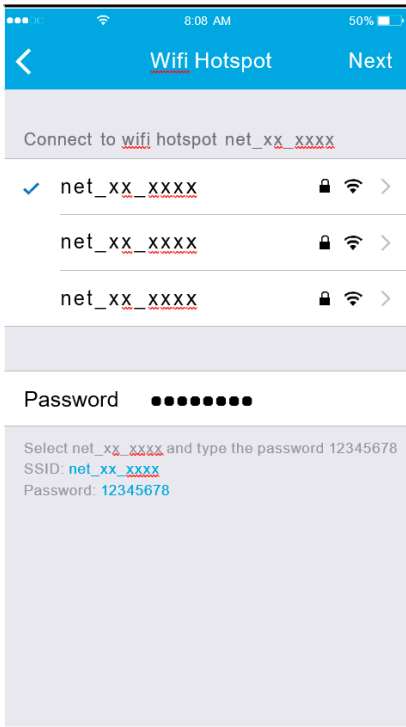 8:08 AM 50%
Wifi Hotspot Next
Connect to wifi hotspot net_xx_xxxx
net_xx_xxxx
net_xx_xxxx
net_xx_xxxx
Password ●●●●●●●●
Select net_xx_xxxx and type the password 12345678
SSID: net_xx_xxxx
Password: 12345678